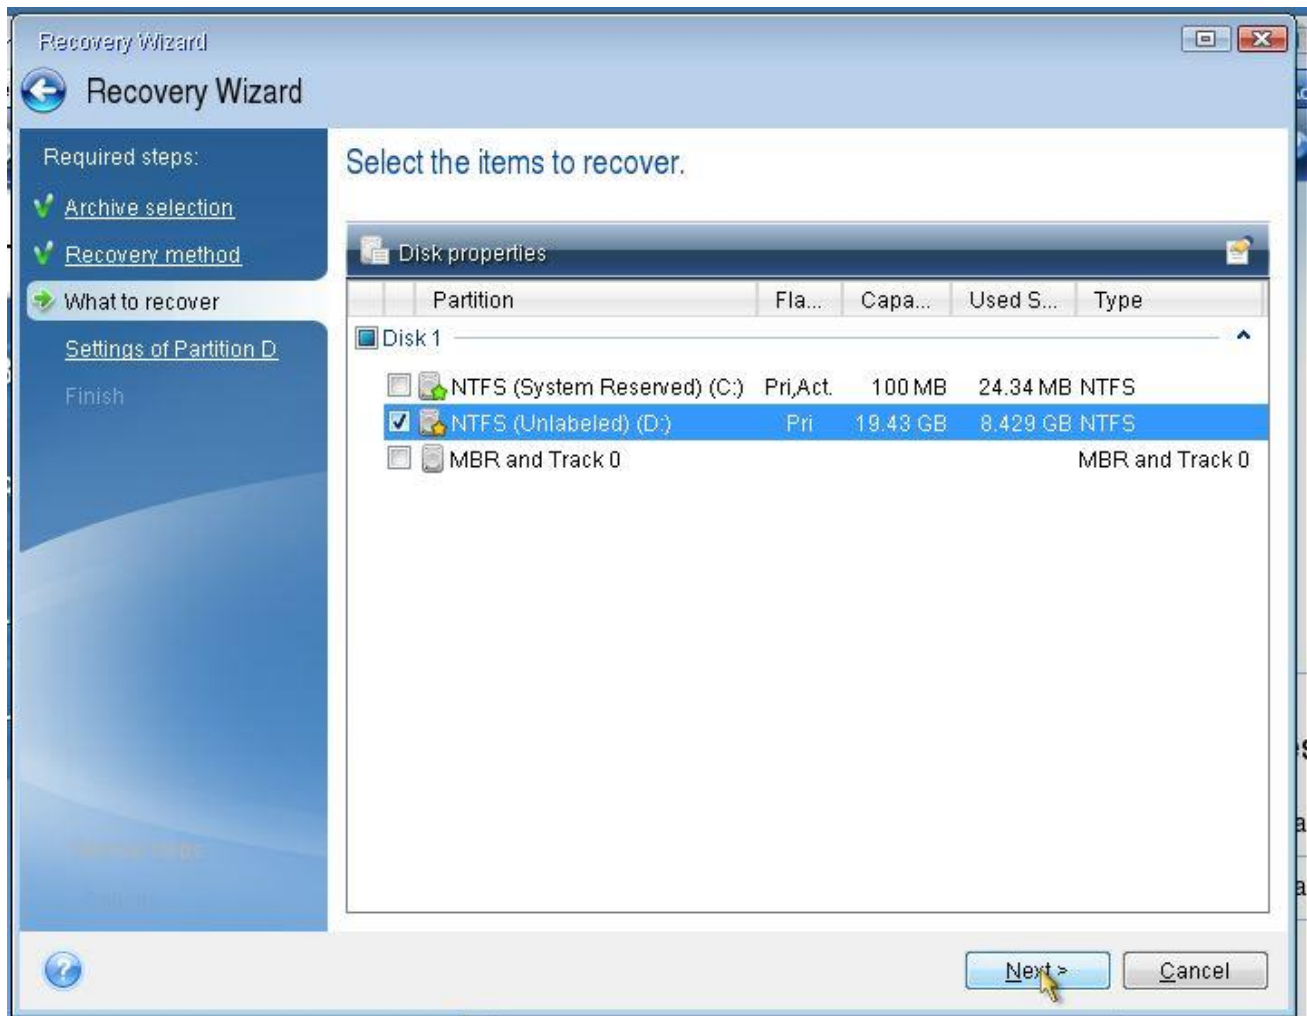 Recovery Wizard
Recovery Wizard
Required steps:
Archive selection
Recovery method
What to recover
Settings of Partition D
Finish
Select the items to recover.
Disk properties
Partition Fla... Capa... Used S... Type
Disk 1
NTFS (System Reserved) (C:) Pri,Act. 100 MB 24.34 MB NTFS
NTFS (Unlabeled) (D:) Pri 19.43 GB 8.429 GB NTFS
MBR and Track 0 MBR and Track 0
Next >
Cancel